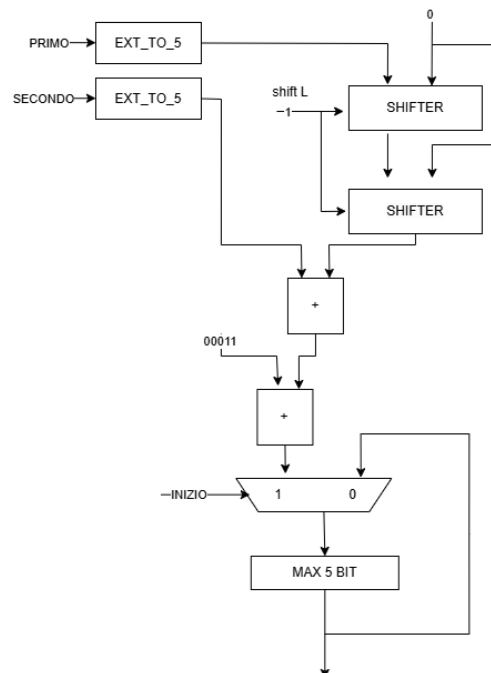 0
PRIMO
EXT_TO_5
SECONDO
EXT_TO_5
shift L
1
SHIFTER
SHIFTER
+
00011
+
INIZIO
1
0
MAX 5 BIT